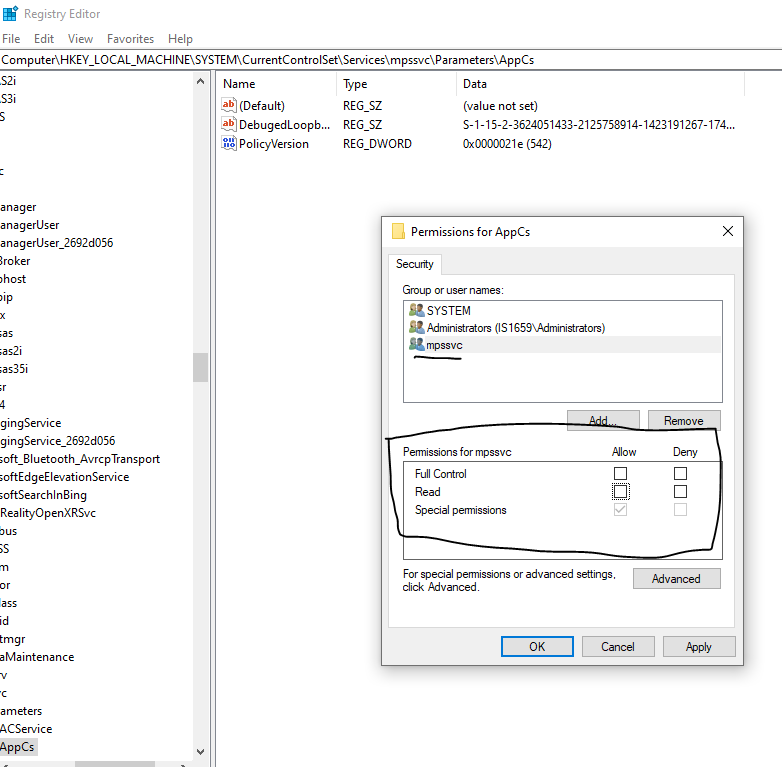 Registry Editor
File Edit View Favorites Help
Computer\HKEY_LOCAL_MACHINE\SYSTEM\CurrentControlSet\Services\mpssvc\Parameters\AppCs
S2i
S3i
S
c
anager
anagerUser
anagerUser_2692d056
Broker
ohost
pip
x
sas
sas2i
sas35i
sr
4
gingService
gingService_2692d056
soft_Bluetooth_AvrcpTransport
softEdgeElevationService
softSearchInBing
RealityOpenXRSvc
bus
SS
m
or
lass
id
tmgr
aMaintenance
rv
vc
ameters
ACService
AppCs
Name Type Data
(Default) REG_SZ (value not set)
DebugedLoopb... REG_SZ S-1-15-2-3624051433-2125758914-1423191267-174...
PolicyVersion REG_DWORD 0x0000021e (542)
Permissions for AppCs
Security
Group or user names:
SYSTEM
Administrators (IS1659\Administrators)
mpssvc
Add... Remove
Permissions for mpssvc Allow Deny
Full Control
Read
Special permissions
For special permissions or advanced settings,
click Advanced.
Advanced
OK Cancel Apply